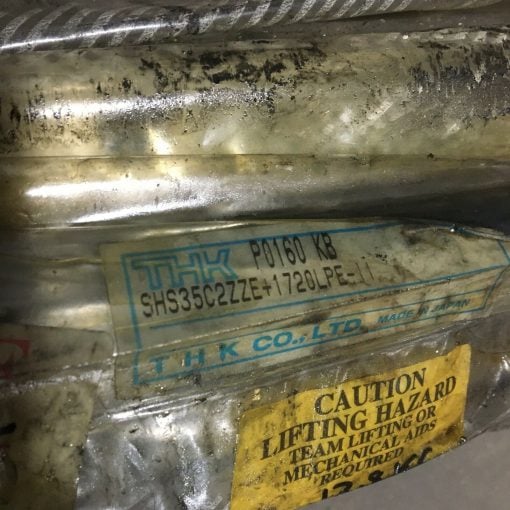 THK P0160 KB
SHS35C2ZZE+1720LPE-II
THK CO., LTD. MADE IN JAPAN
CAUTION
LIFTING HAZARD
TEAM LIFTING OR
MECHANICAL AIDS
REQUIRED